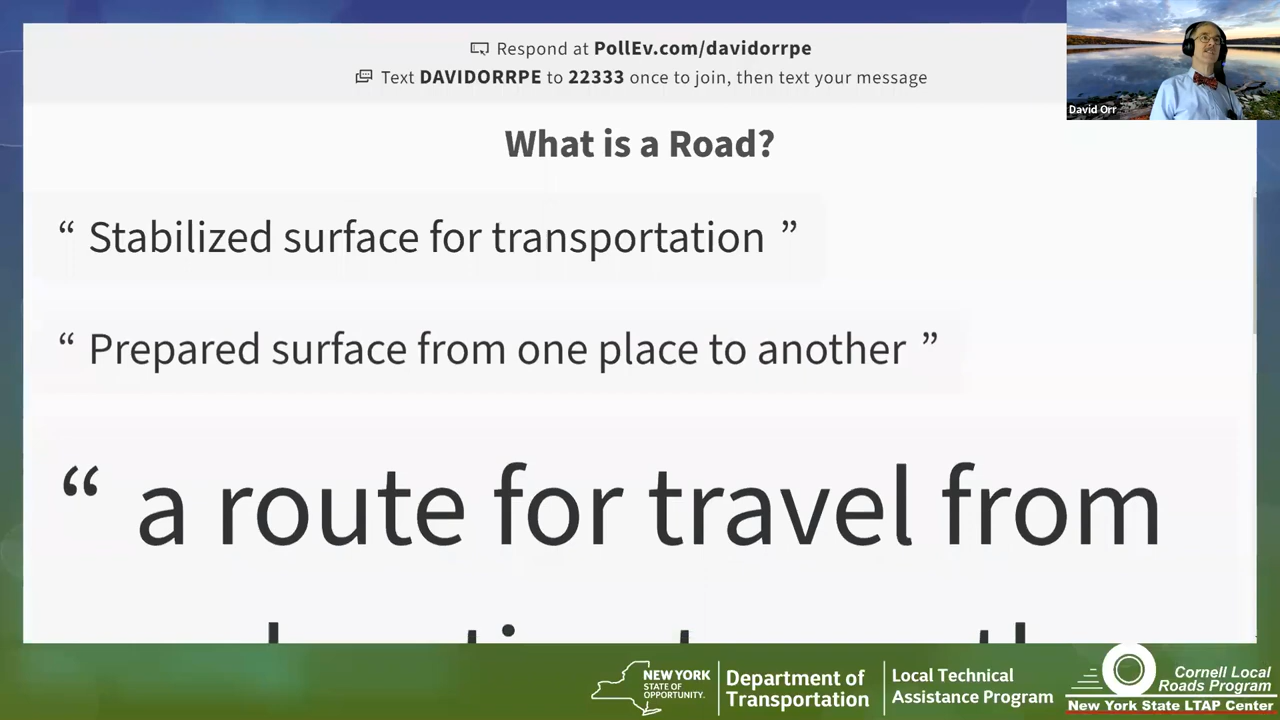 Respond at PollEv.com/davidorrpe
Text DAVIDORRPE to 22333 once to join, then text your message
David Orr
What is a Road?
“ Stabilized surface for transportation ”
“ Prepared surface from one place to another ”
“ a route for travel from
NEW YORK
STATE OF
OPPORTUNITY.
Department of
Transportation
Local Technical
Assistance Program
Cornell Local
Roads Program
New York State LTAP Center